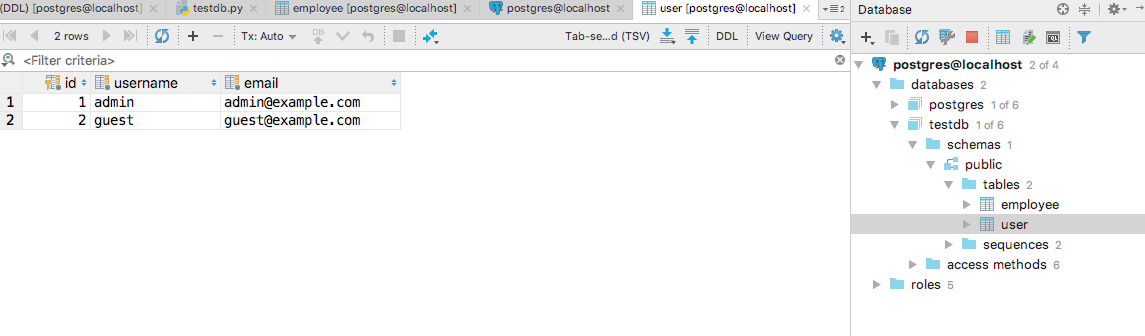 (DDL) [postgres@localhost] testdb.py employee [postgres@localhost] postgres@localhost user [postgres@localhost] 2
2 rows Tx: Auto DB Tab-se...d (TSV) DDL View Query
<Filter criteria>
id username email
1 1 admin admin@example.com
2 2 guest guest@example.com
Database
QL
postgres@localhost 2 of 4
databases 2
postgres 1 of 6
testdb 1 of 6
schemas 1
public
tables 2
employee
user
sequences 2
access methods 6
roles 5